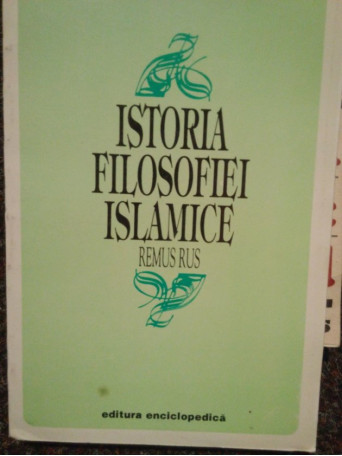 ISTORIA
FILOSOFIEI
ISLAMICE
REMUS RUS
editura enciclopedică